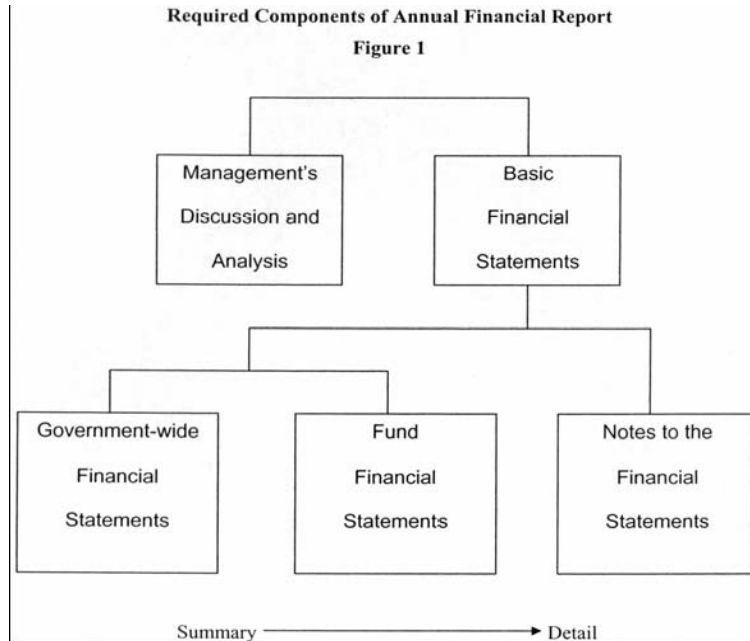 Required Components of Annual Financial Report
Figure 1
Management's
Discussion and
Analysis
Basic
Financial
Statements
Government-wide
Financial
Statements
Fund
Financial
Statements
Notes to the
Financial
Statements
Summary
Detail